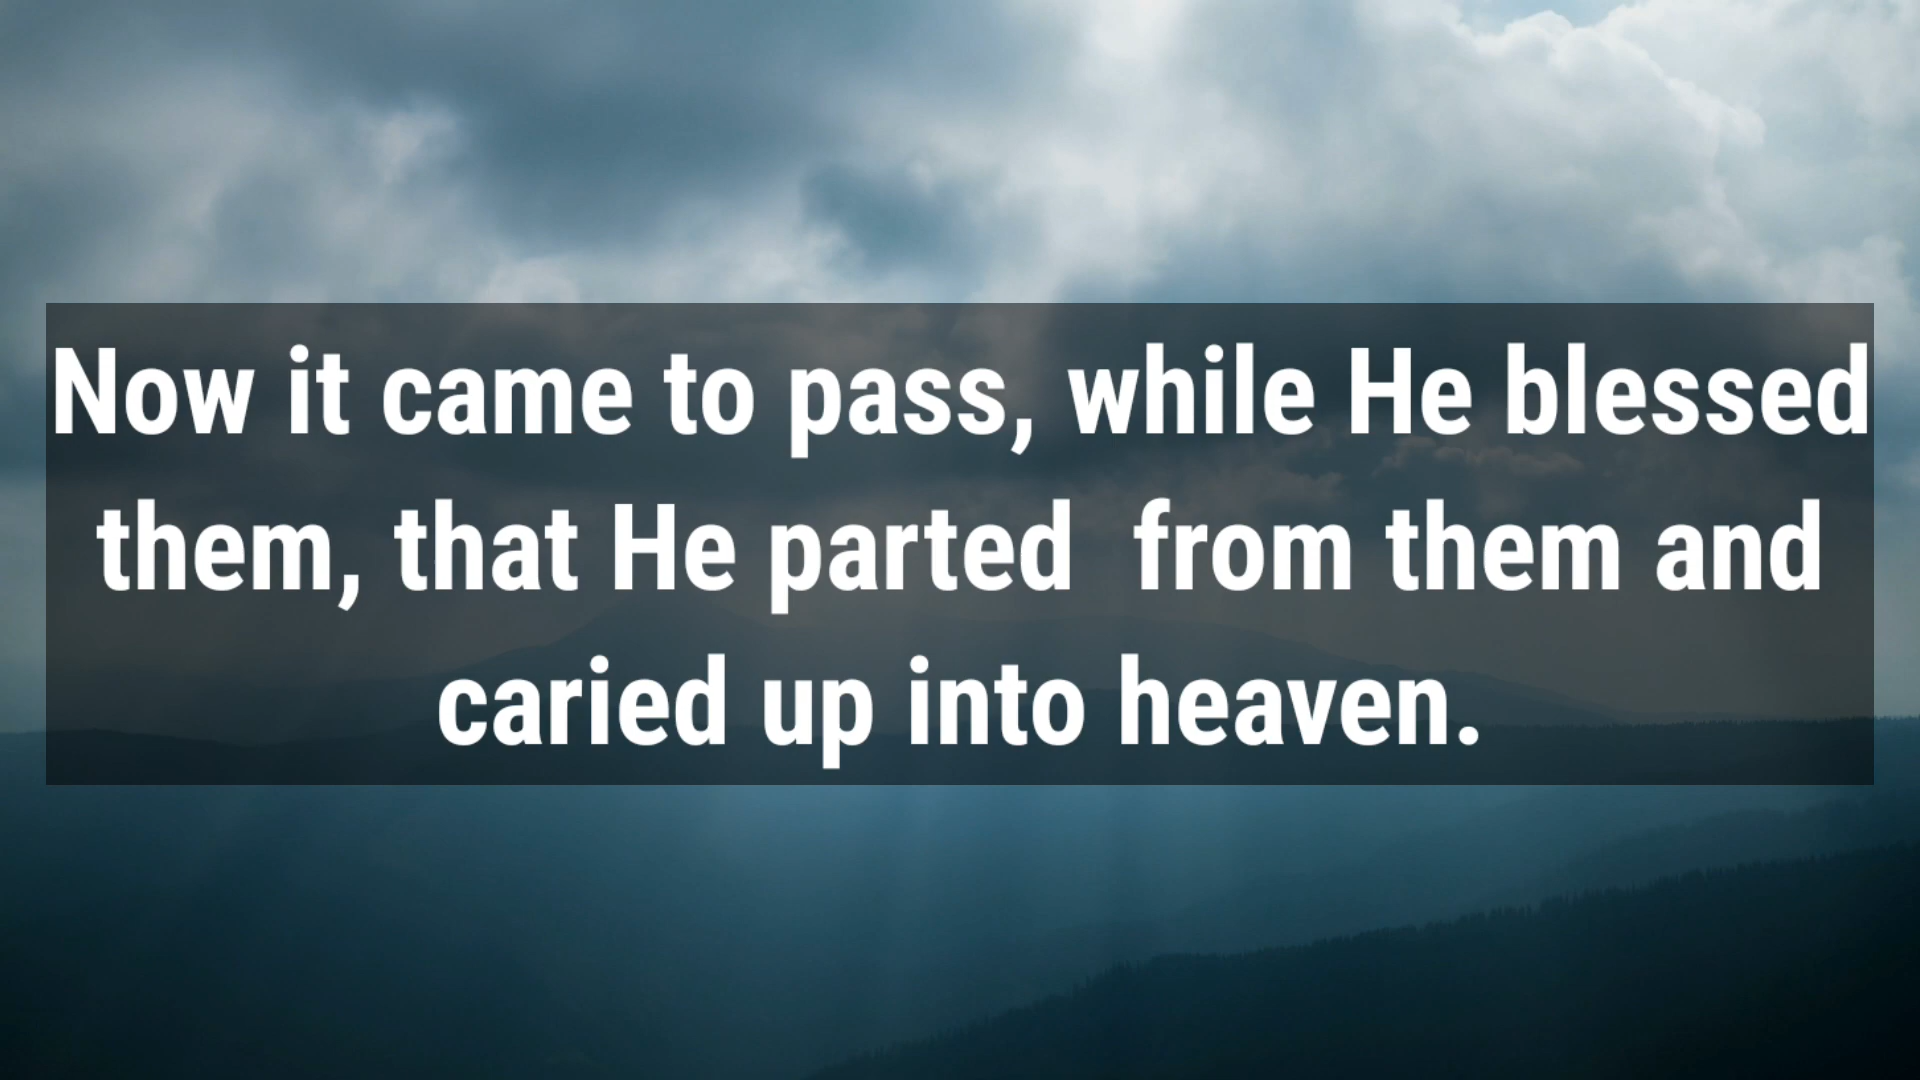 Now it came to pass, while He blessed
them, that He parted  from them and
caried up into heaven.